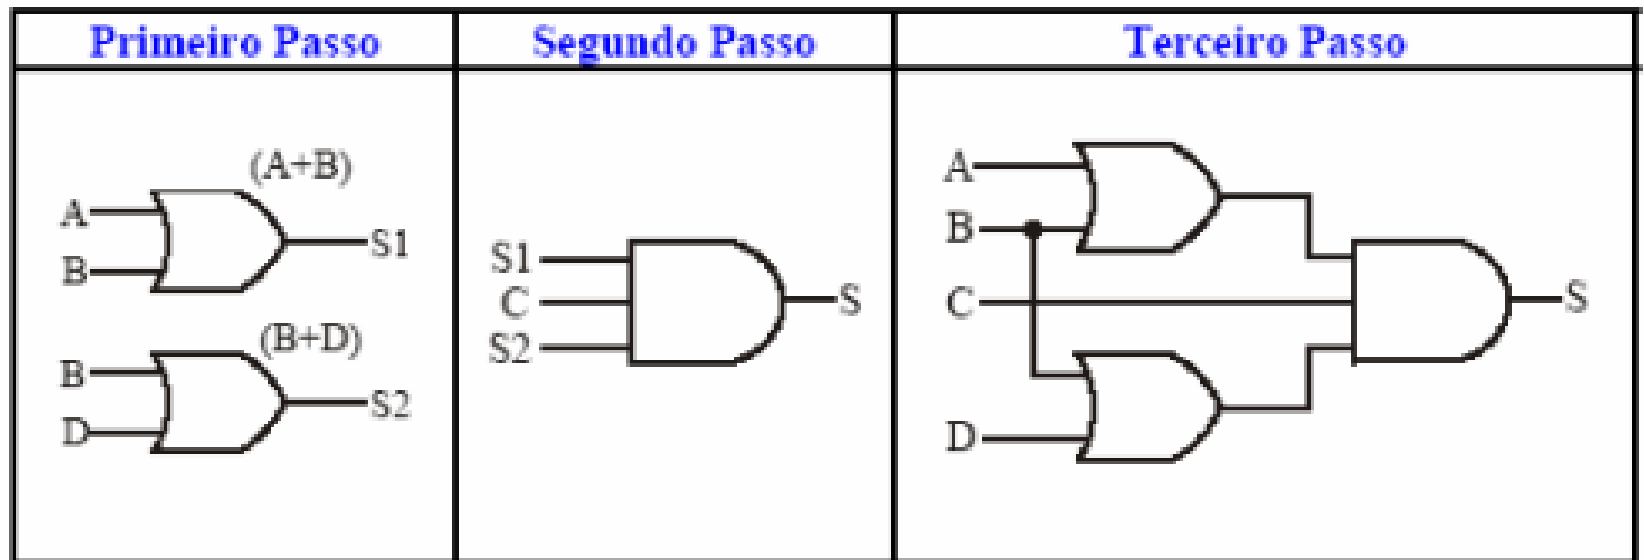 Primeiro Passo
Segundo Passo
Terceiro Passo
(A+B)
A
B
S1
(B+D)
B
D
S2
S1
C
S2
S
A
B
C
D
S